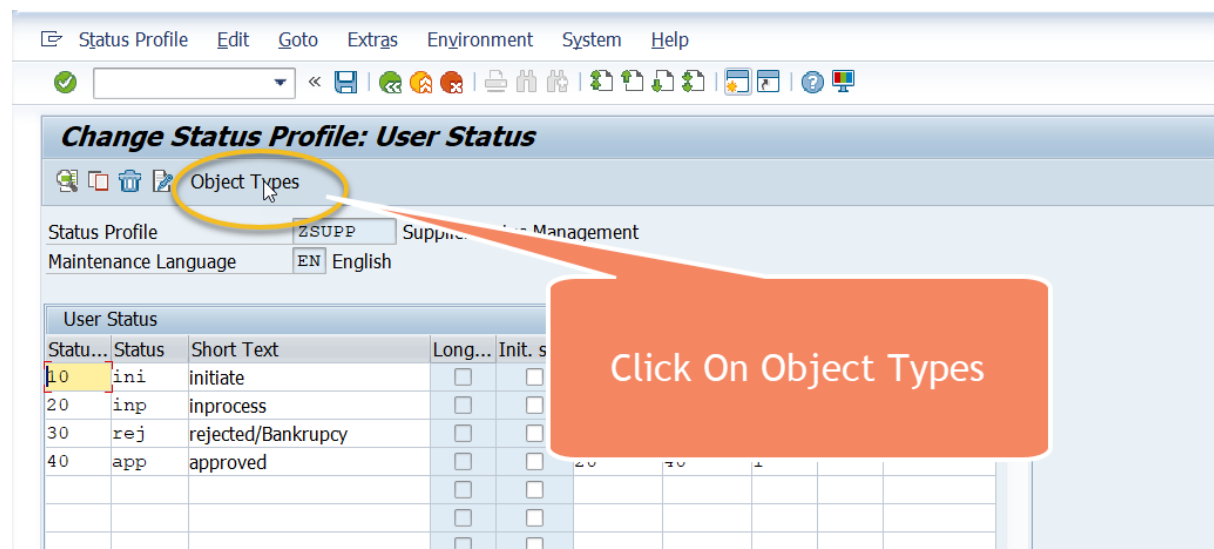 Status Profile Edit Goto Extras Environment System Help
Change Status Profile: User Status
Object Types
Status Profile ZSUPP Management
Maintenance Language EN English
Click On Object Types
User Status
Statu... Status Short Text Long... Init. s
10 ini initiate
20 inp inprocess
30 rej rejected/Bankrupcy
40 app approved